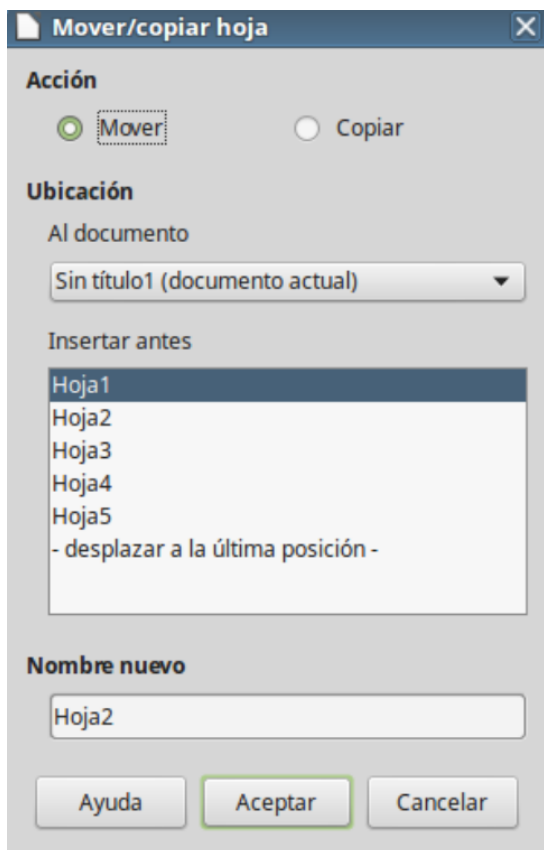 Mover/copiar hoja
Acción
Mover Copiar
Ubicación
Al documento
Sin título1 (documento actual)
Insertar antes
Hoja1
Hoja2
Hoja3
Hoja4
Hoja5
- desplazar a la última posición -
Nombre nuevo
Hoja2
Ayuda Aceptar Cancelar